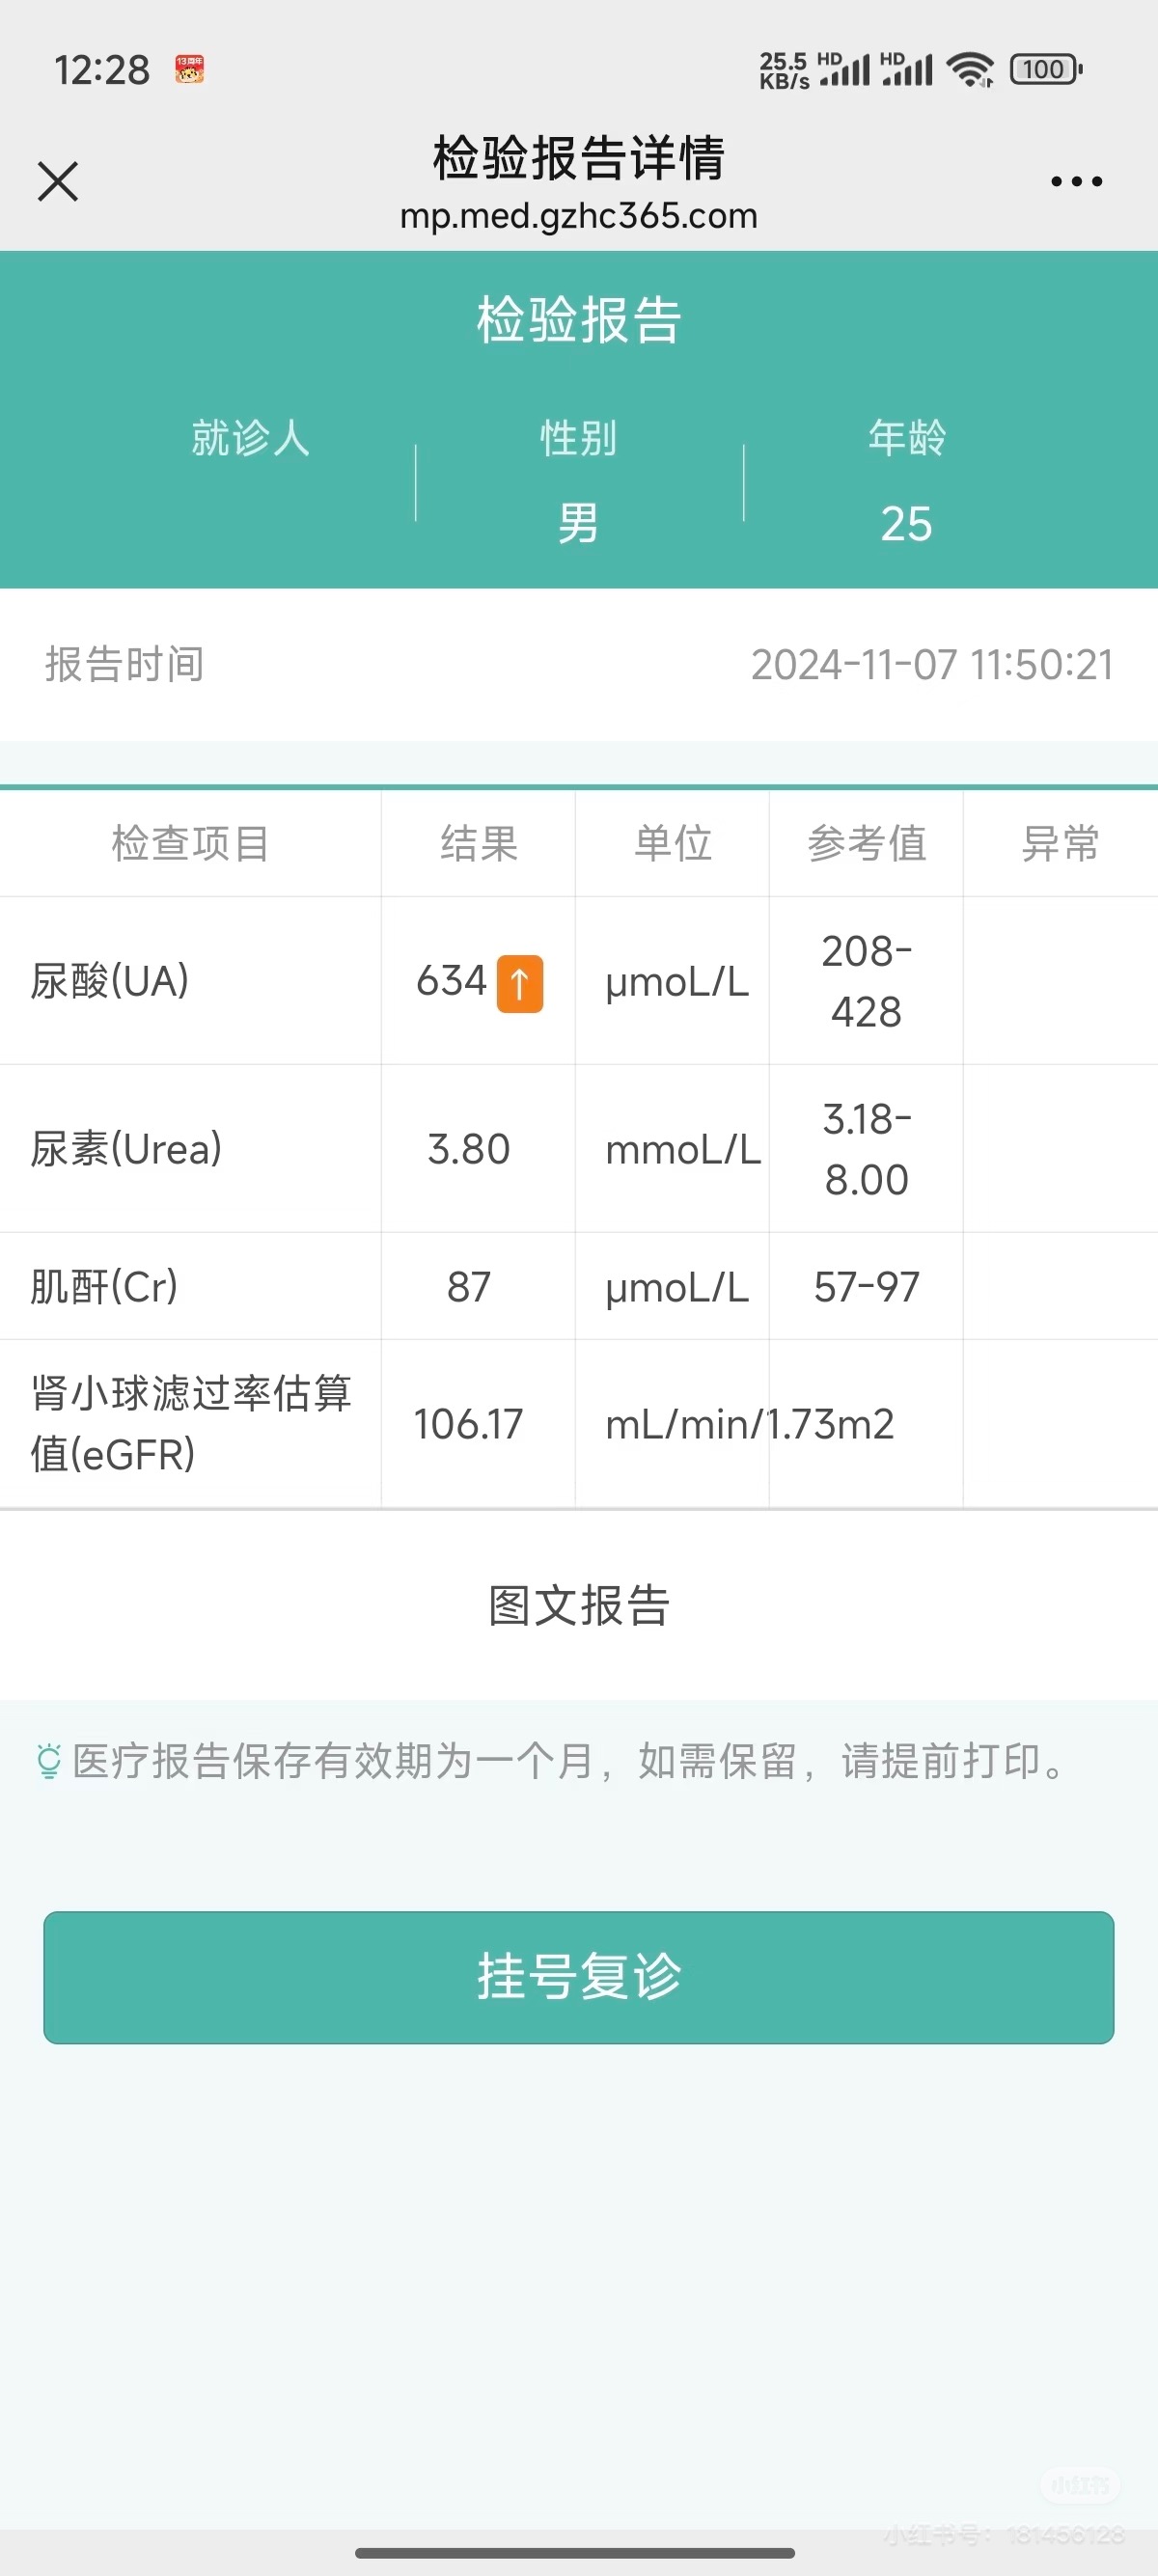 12:28
13周年
25.5
KB/s
HD
HD
100
检验报告详情
mp.med.gzhc365.com
检验报告
就诊人
性别
年龄
男
25
报告时间
2024-11-07 11:50:21
检查项目 结果 单位 参考值 异常
尿酸(UA) 634↑ μmoL/L 208-
428
尿素(Urea) 3.80 mmoL/L 3.18-
8.00
肌酐(Cr) 87 μmoL/L 57-97
肾小球滤过率估算
值(eGFR) 106.17 mL/min/1.73m2
图文报告
医疗报告保存有效期为一个月，如需保留，请提前打印。
挂号复诊
小红书
小红书号：181456128